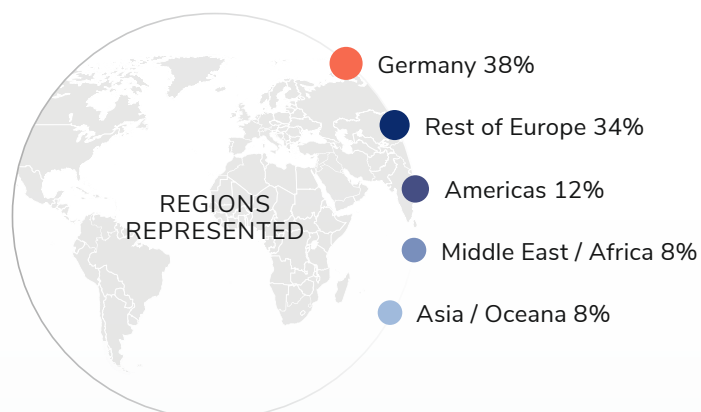 Germany 38%
Rest of Europe 34%
Americas 12%
REGIONS
REPRESENTED
Middle East / Africa 8%
Asia / Oceana 8%